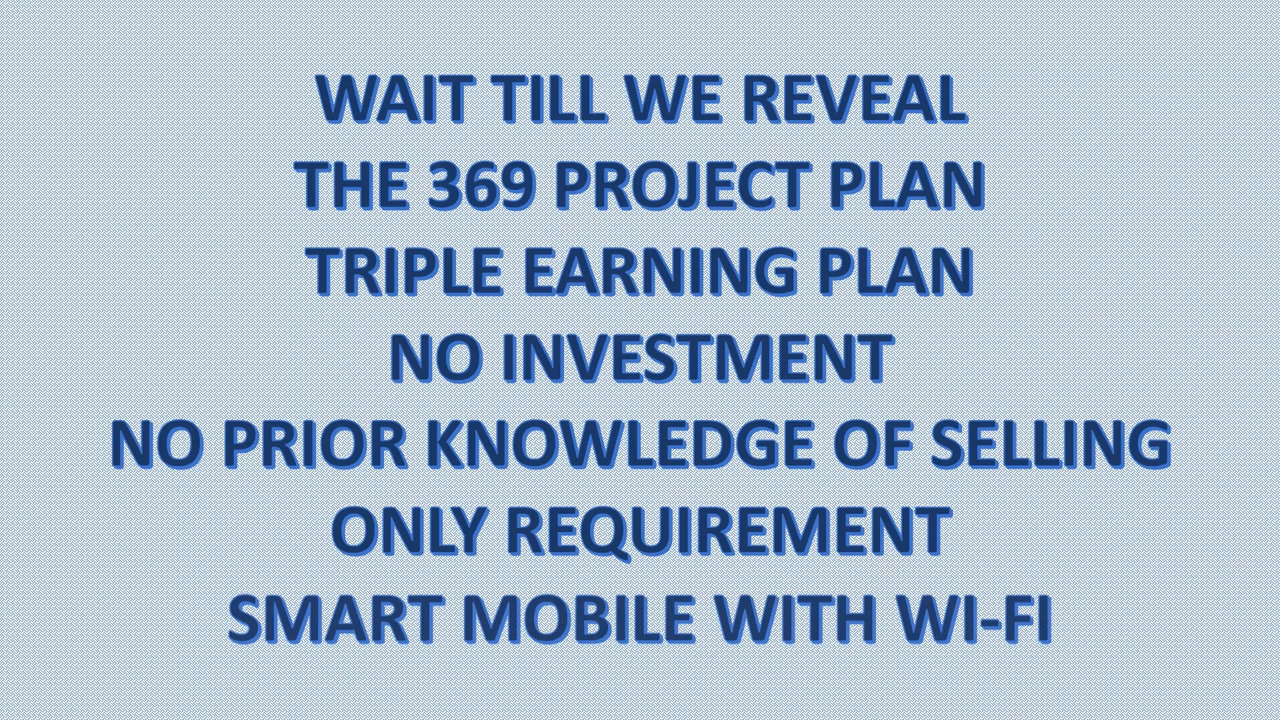 WAIT TILL WE REVEAL
THE 369 PROJECT PLAN
TRIPLE EARNING PLAN
NO INVESTMENT
NO PRIOR KNOWLEDGE OF SELLING
ONLY REQUIREMENT
SMART MOBILE WITH WI-FI